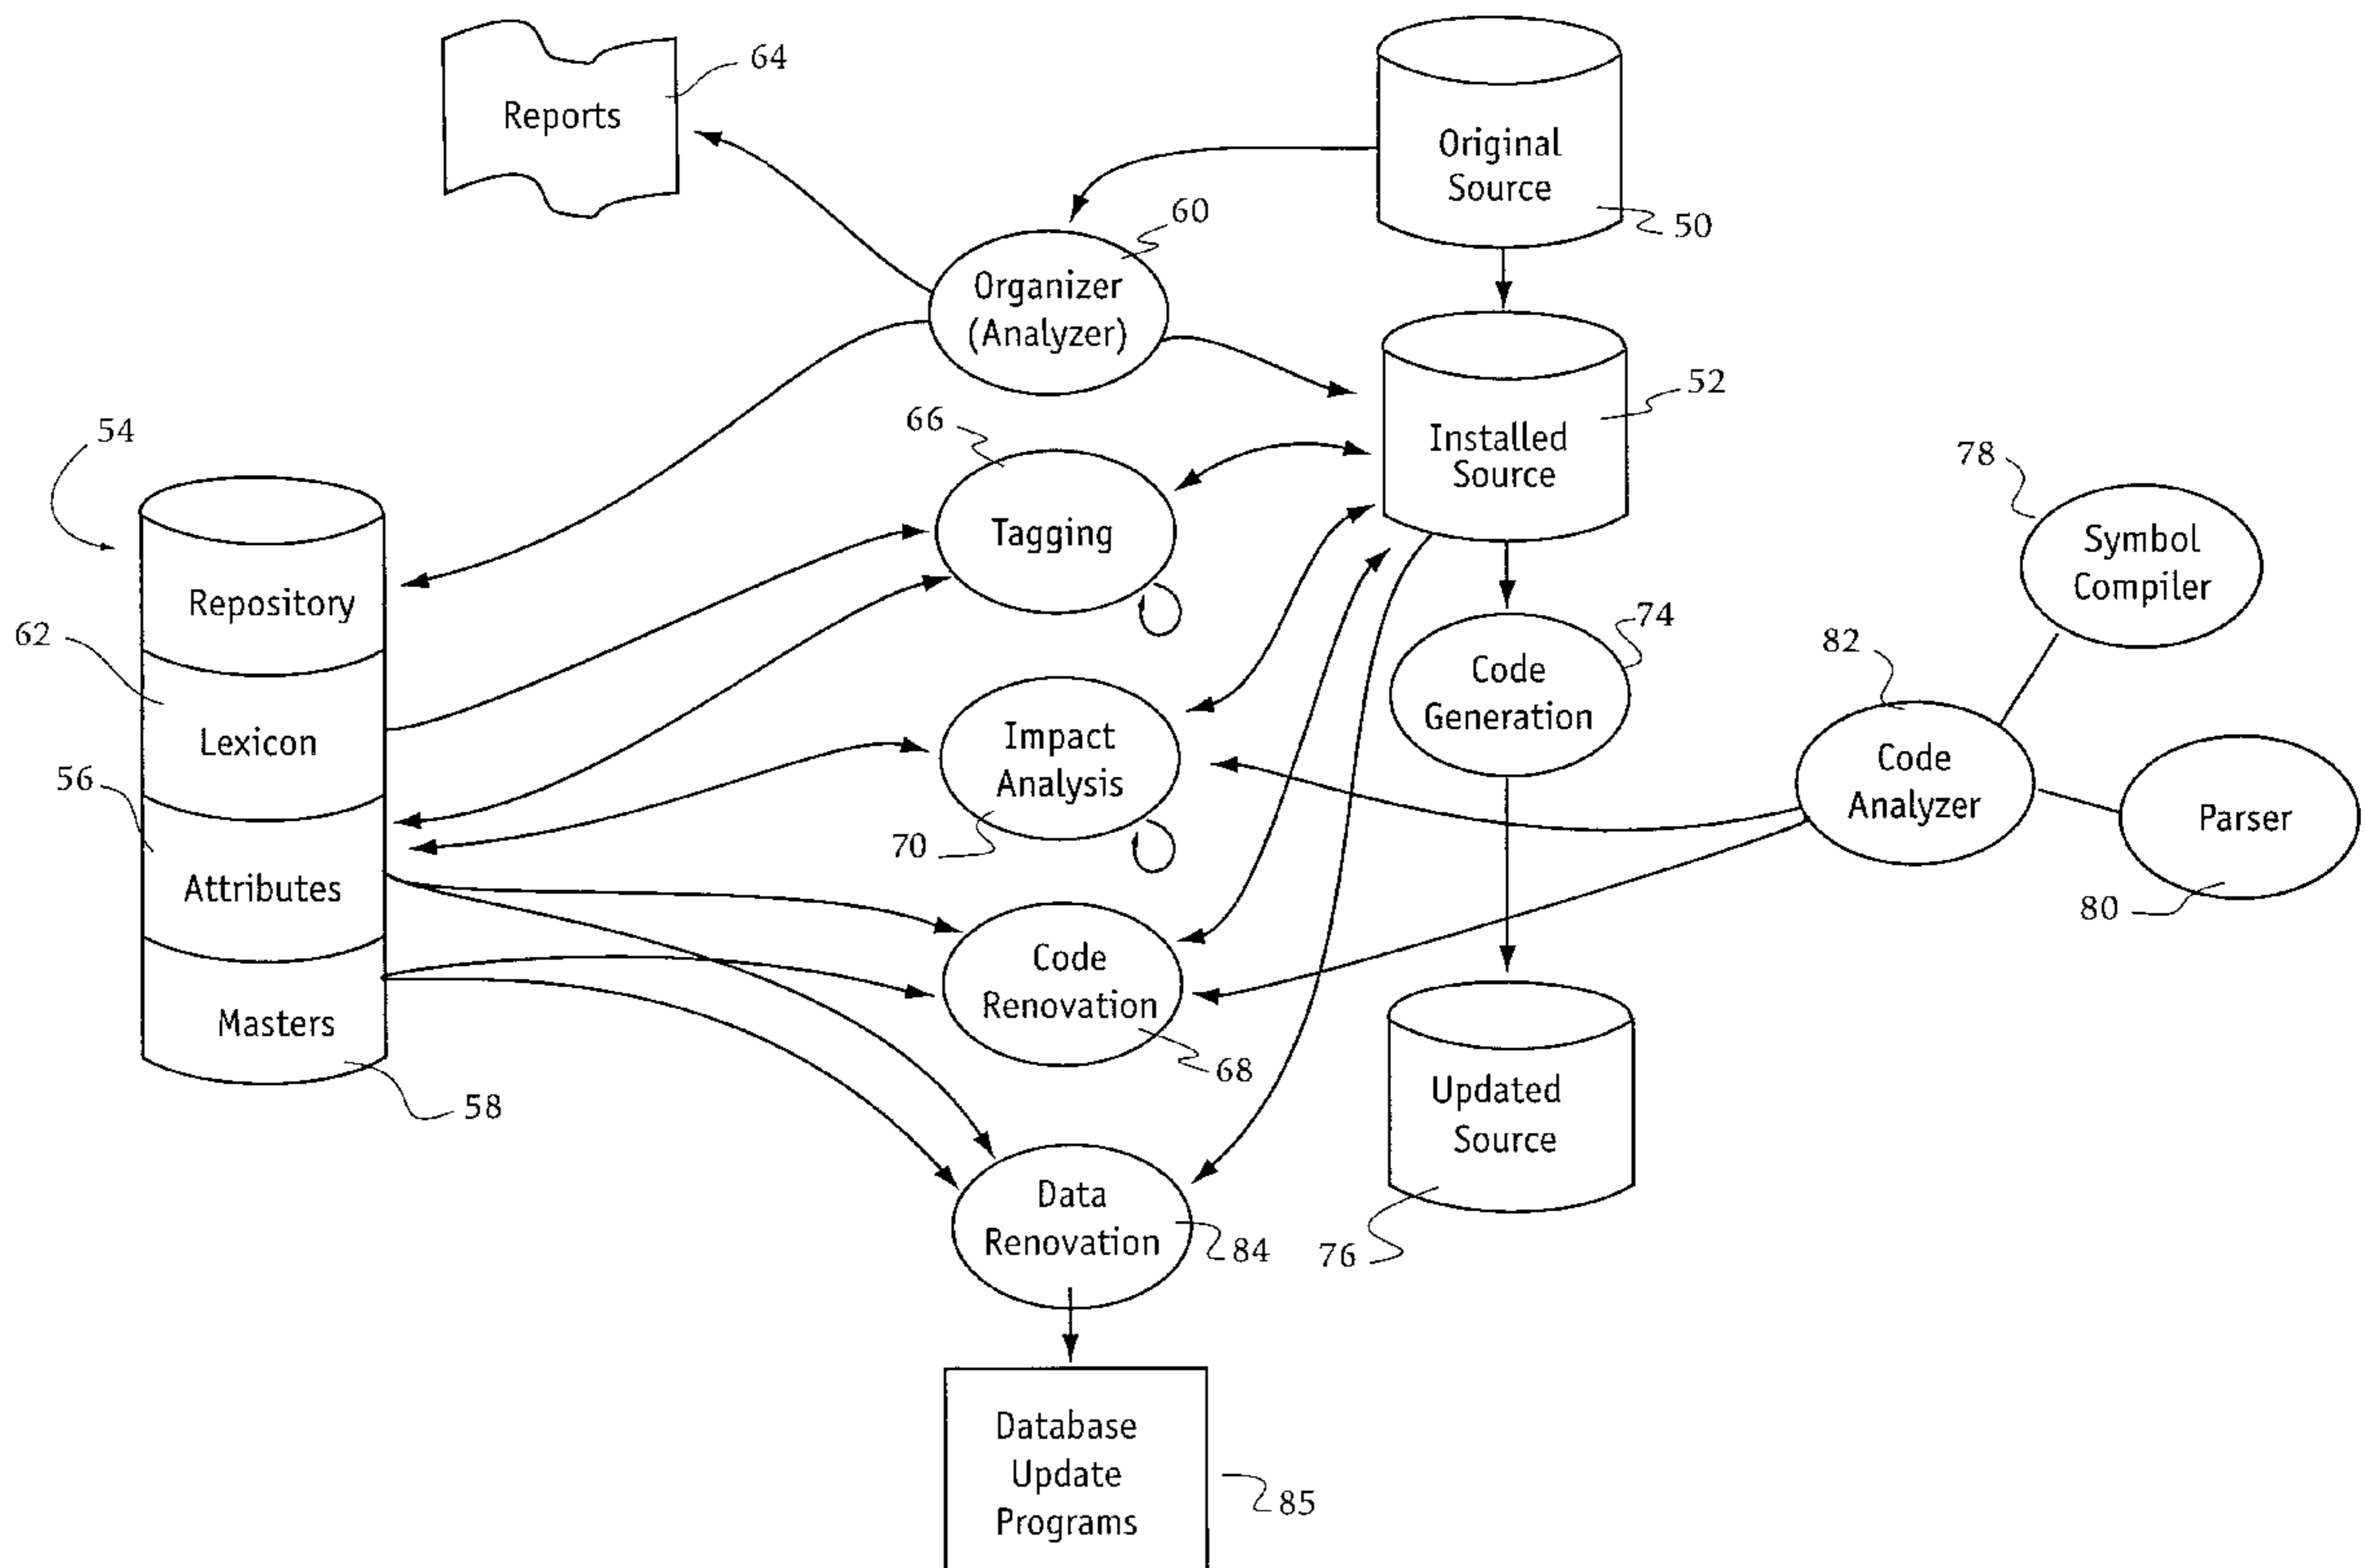 64
Reports
Original
Source
50
60
Organizer
(Analyzer)
52
Installed
Source
54
66
Tagging
78
Symbol
Compiler
Repository
62
Lexicon
74
Code
Generation
82
Code
Analyzer
Impact
Analysis
70
56
Attributes
Parser
80
Code
Renovation
68
Masters
58
Updated
Source
76
Data
Renovation
84
Database
Update
Programs
85